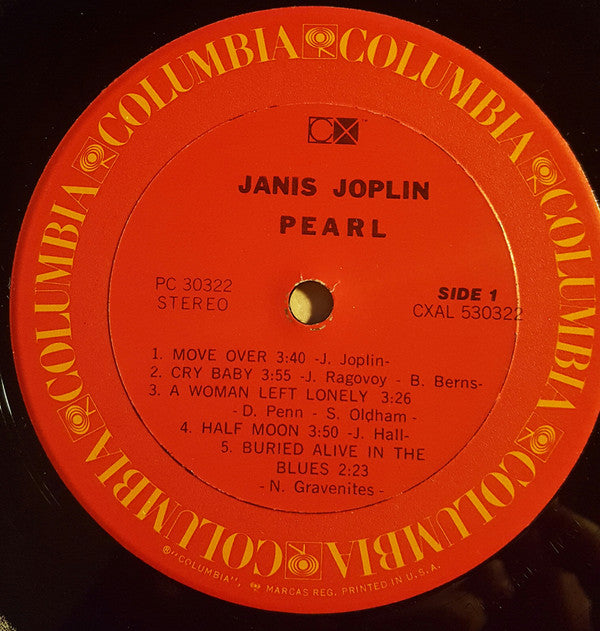 COLUMBIA COLUMBIA COLUMBIA COLUMBIA COLUMBIA COLUMBIA
CX™
JANIS JOPLIN
PEARL
PC 30322
STEREO
SIDE 1
CXAL 530322
1. MOVE OVER 3:40 -J. Joplin-
2. CRY BABY 3:55 -J. Ragovoy - B. Berns-
3. A WOMAN LEFT LONELY 3:26
- D. Penn - S. Oldham -
4. HALF MOON 3:50 -J. Hall-
5. BURIED ALIVE IN THE
BLUES 2:23
- N. Gravenites -
®"COLUMBIA", MARCAS REG. PRINTED IN U.S.A.